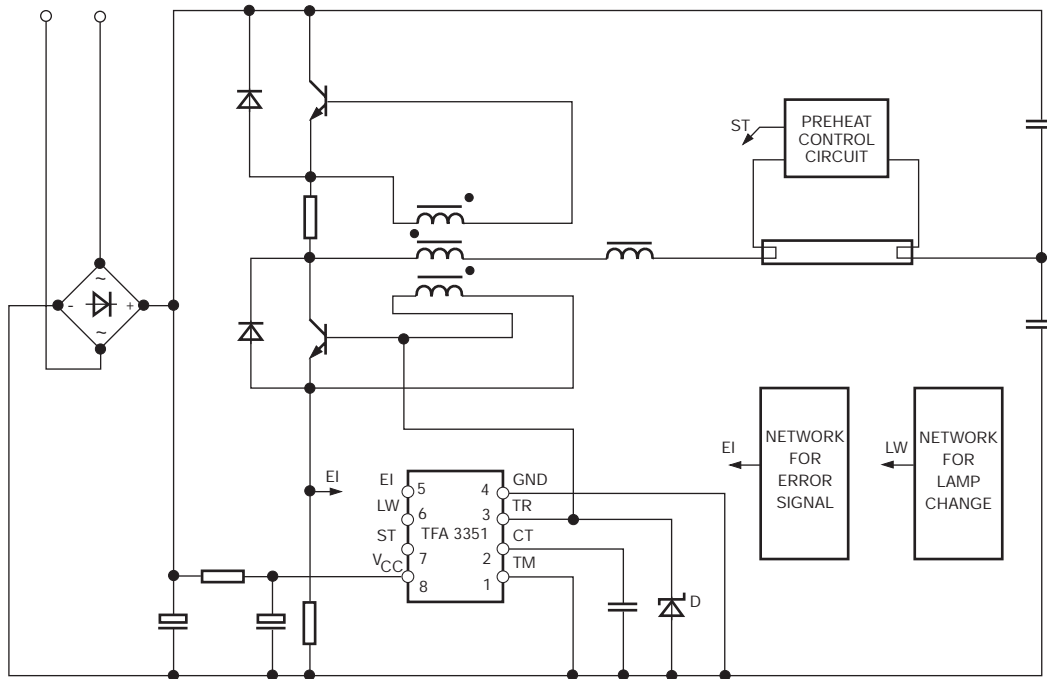 ST
PREHEAT
CONTROL
CIRCUIT
~
- +
~
EI
NETWORK
FOR
ERROR
SIGNAL
LW
NETWORK
FOR
LAMP
CHANGE
EI
EI 5 4 GND
LW 6 3 TR
TFA 3351
ST 7 2 CT
VCC 8 1 TM
D